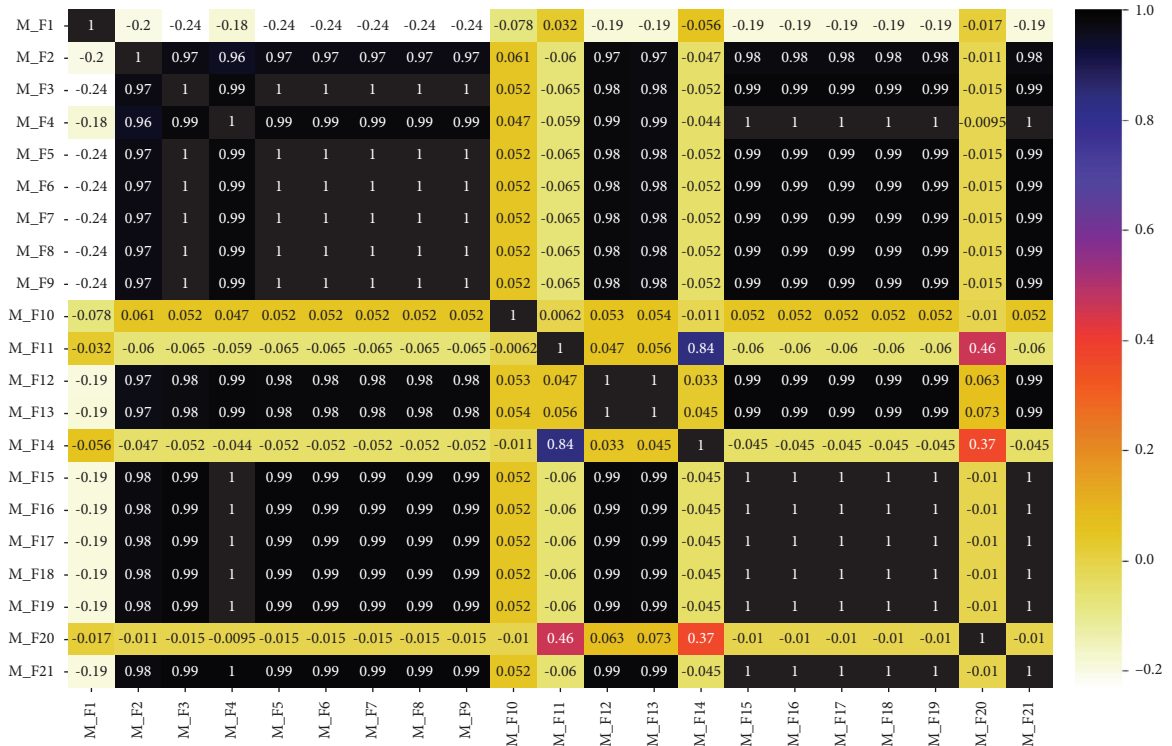 M_F1 1 -0.2 -0.24 -0.18 -0.24 -0.24 -0.24 -0.24 -0.24 -0.078 0.032 -0.19 -0.19 -0.056 -0.19 -0.19 -0.19 -0.19 -0.19 -0.017 -0.19
M_F2 -0.2 1 0.97 0.96 0.97 0.97 0.97 0.97 0.97 0.061 -0.06 0.97 0.97 -0.047 0.98 0.98 0.98 0.98 0.98 -0.011 0.98
M_F3 -0.24 0.97 1 0.99 1 1 1 1 1 0.052 -0.065 0.98 0.98 -0.052 0.99 0.99 0.99 0.99 0.99 -0.015 0.99
M_F4 -0.18 0.96 0.99 1 0.99 0.99 0.99 0.99 0.99 0.047 -0.059 0.99 0.99 -0.044 1 1 1 1 1 -0.0095 1
M_F5 -0.24 0.97 1 0.99 1 1 1 1 1 0.052 -0.065 0.98 0.98 -0.052 0.99 0.99 0.99 0.99 0.99 -0.015 0.99
M_F6 -0.24 0.97 1 0.99 1 1 1 1 1 0.052 -0.065 0.98 0.98 -0.052 0.99 0.99 0.99 0.99 0.99 -0.015 0.99
M_F7 -0.24 0.97 1 0.99 1 1 1 1 1 0.052 -0.065 0.98 0.98 -0.052 0.99 0.99 0.99 0.99 0.99 -0.015 0.99
M_F8 -0.24 0.97 1 0.99 1 1 1 1 1 0.052 -0.065 0.98 0.98 -0.052 0.99 0.99 0.99 0.99 0.99 -0.015 0.99
M_F9 -0.24 0.97 1 0.99 1 1 1 1 1 0.052 -0.065 0.98 0.98 -0.052 0.99 0.99 0.99 0.99 0.99 -0.015 0.99
M_F10 -0.078 0.061 0.052 0.047 0.052 0.052 0.052 0.052 0.052 1 0.0062 0.053 0.054 -0.011 0.052 0.052 0.052 0.052 0.052 -0.01 0.052
M_F11 -0.032 -0.06 -0.065 -0.059 -0.065 -0.065 -0.065 -0.065 -0.065 -0.0062 1 0.047 0.056 0.84 -0.06 -0.06 -0.06 -0.06 -0.06 0.46 -0.06
M_F12 -0.19 0.97 0.98 0.99 0.98 0.98 0.98 0.98 0.98 0.053 0.047 1 1 0.033 0.99 0.99 0.99 0.99 0.99 0.063 0.99
M_F13 -0.19 0.97 0.98 0.99 0.98 0.98 0.98 0.98 0.98 0.054 0.056 1 1 0.045 0.99 0.99 0.99 0.99 0.99 0.073 0.99
M_F14 -0.056 -0.047 -0.052 -0.044 -0.052 -0.052 -0.052 -0.052 -0.052 -0.011 0.84 0.033 0.045 1 -0.045 -0.045 -0.045 -0.045 -0.045 0.37 -0.045
M_F15 -0.19 0.98 0.99 1 0.99 0.99 0.99 0.99 0.99 0.052 -0.06 0.99 0.99 -0.045 1 1 1 1 1 -0.01 1
M_F16 -0.19 0.98 0.99 1 0.99 0.99 0.99 0.99 0.99 0.052 -0.06 0.99 0.99 -0.045 1 1 1 1 1 -0.01 1
M_F17 -0.19 0.98 0.99 1 0.99 0.99 0.99 0.99 0.99 0.052 -0.06 0.99 0.99 -0.045 1 1 1 1 1 -0.01 1
M_F18 -0.19 0.98 0.99 1 0.99 0.99 0.99 0.99 0.99 0.052 -0.06 0.99 0.99 -0.045 1 1 1 1 1 -0.01 1
M_F19 -0.19 0.98 0.99 1 0.99 0.99 0.99 0.99 0.99 0.052 -0.06 0.99 0.99 -0.045 1 1 1 1 1 -0.01 1
M_F20 -0.017 -0.011 -0.015 -0.0095 -0.015 -0.015 -0.015 -0.015 -0.015 -0.01 0.46 0.063 0.073 0.37 -0.01 -0.01 -0.01 -0.01 -0.01 1 -0.01
M_F21 -0.19 0.98 0.99 1 0.99 0.99 0.99 0.99 0.99 0.052 -0.06 0.99 0.99 -0.045 1 1 1 1 1 -0.01 1
M_F1 M_F2 M_F3 M_F4 M_F5 M_F6 M_F7 M_F8 M_F9 M_F10 M_F11 M_F12 M_F13 M_F14 M_F15 M_F16 M_F17 M_F18 M_F19 M_F20 M_F21
1.0
0.8
0.6
0.4
0.2
0.0
-0.2